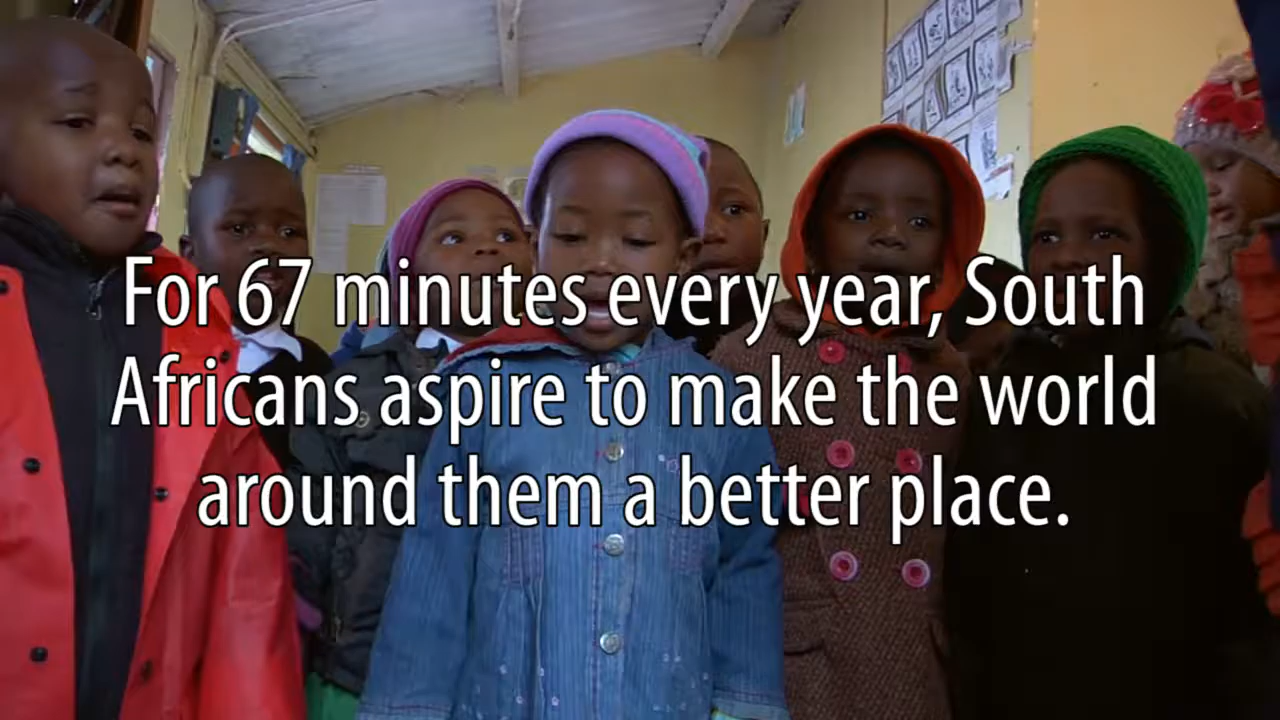 For 67 minutes every year, South
Africans aspire to make the world
around them a better place.